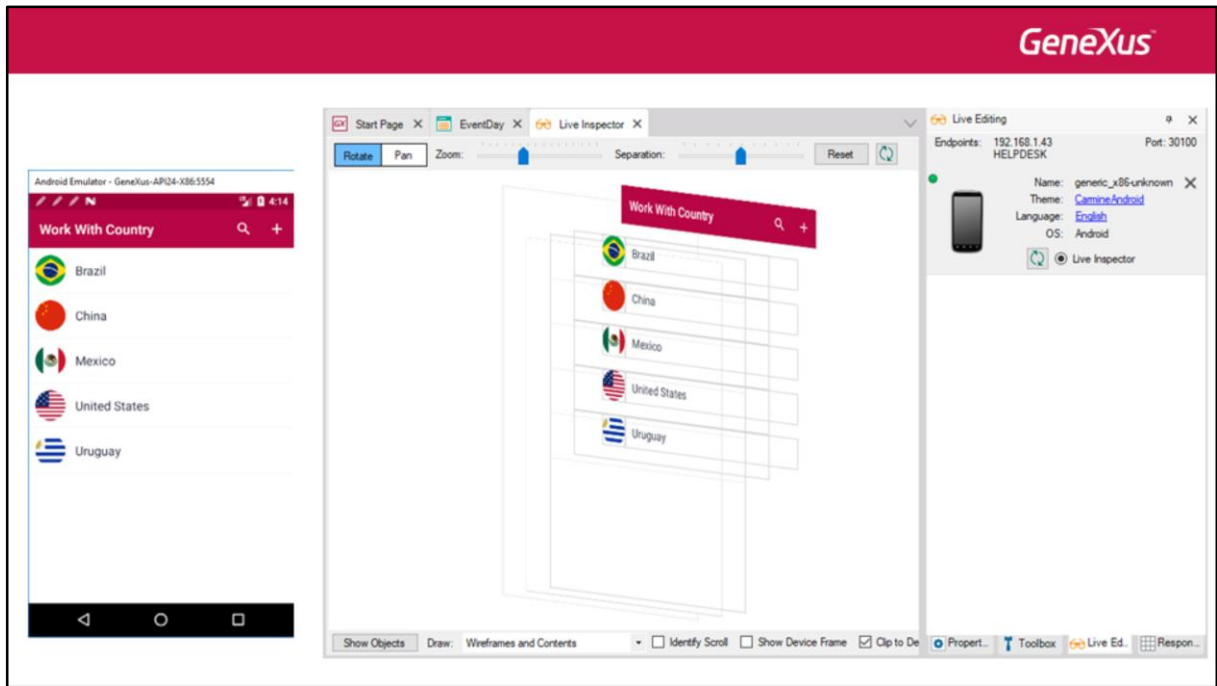 GeneXus
Android Emulator - GeneXus-API24-X86:5554
4:14
Work With Country
Brazil
China
Mexico
United States
Uruguay
Start Page
EventDay
Live Inspector
Rotate
Pan
Zoom:
Separation:
Reset
Work With Country
Brazil
China
Mexico
United States
Uruguay
Show Objects
Draw:
Wireframes and Contents
Identify Scroll
Show Device Frame
Clip to De
Live Editing
Endpoints: 192.168.1.43 Port: 30100
HELPDESK
Name: generic_x86-unknown
Theme: CarmineAndroid
Language: English
OS: Android
Live Inspector
Propert...
Toolbox
Live Ed..
Respon...